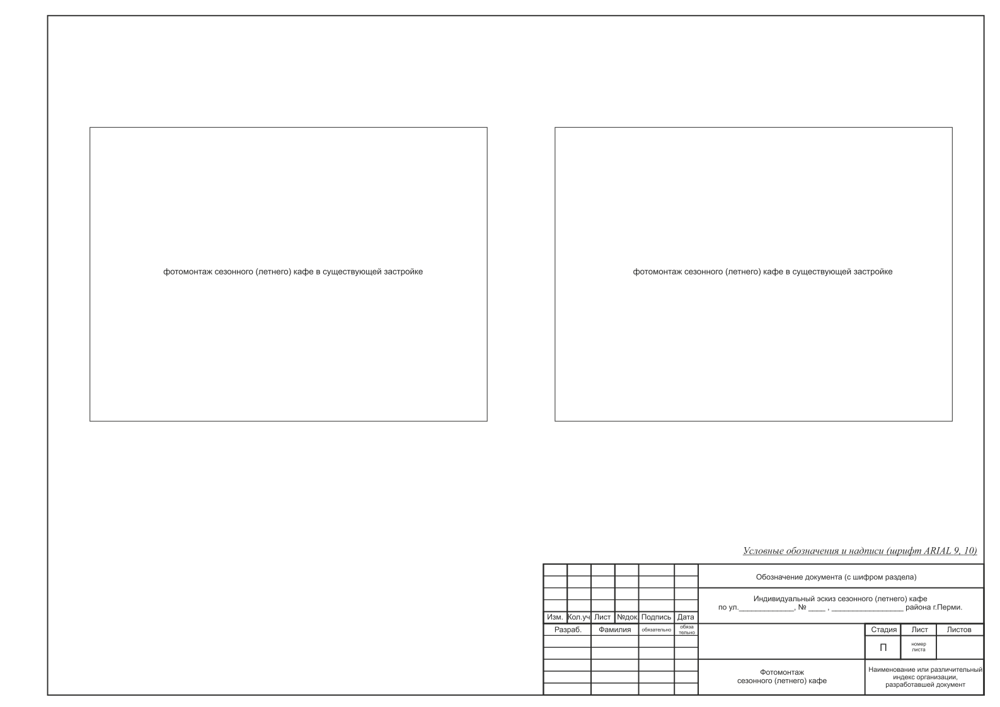 фотомонтаж сезонного (летнего) кафе в существующей застройке
фотомонтаж сезонного (летнего) кафе в существующей застройке
Условные обозначения и надписи (шрифт ARIAL 9, 10)
Обозначение документа (с шифром раздела)
Индивидуальный эскиз сезонного (летнего) кафе
по ул._____________, № ____ , _________________ района г.Перми.
Изм. Кол.уч Лист №док. Подпись Дата
Разраб. Фамилия обязательно обяза
тельно
Стадия Лист Листов
П номер
листа
Фотомонтаж
сезонного (летнего) кафе
Наименование или различительный
индекс организации,
разработавшей документ